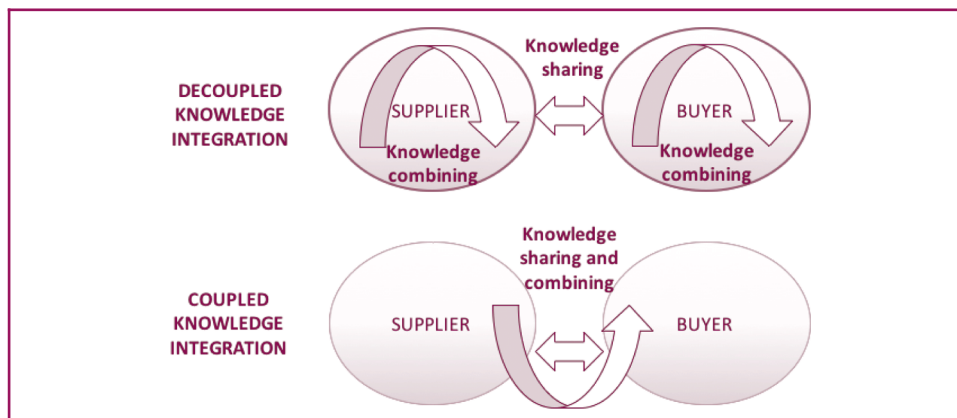 DECOUPLED
KNOWLEDGE
INTEGRATION
SUPPLIER
Knowledge
combining
Knowledge
sharing
BUYER
Knowledge
combining
COUPLED
KNOWLEDGE
INTEGRATION
SUPPLIER
Knowledge
sharing and
combining
BUYER